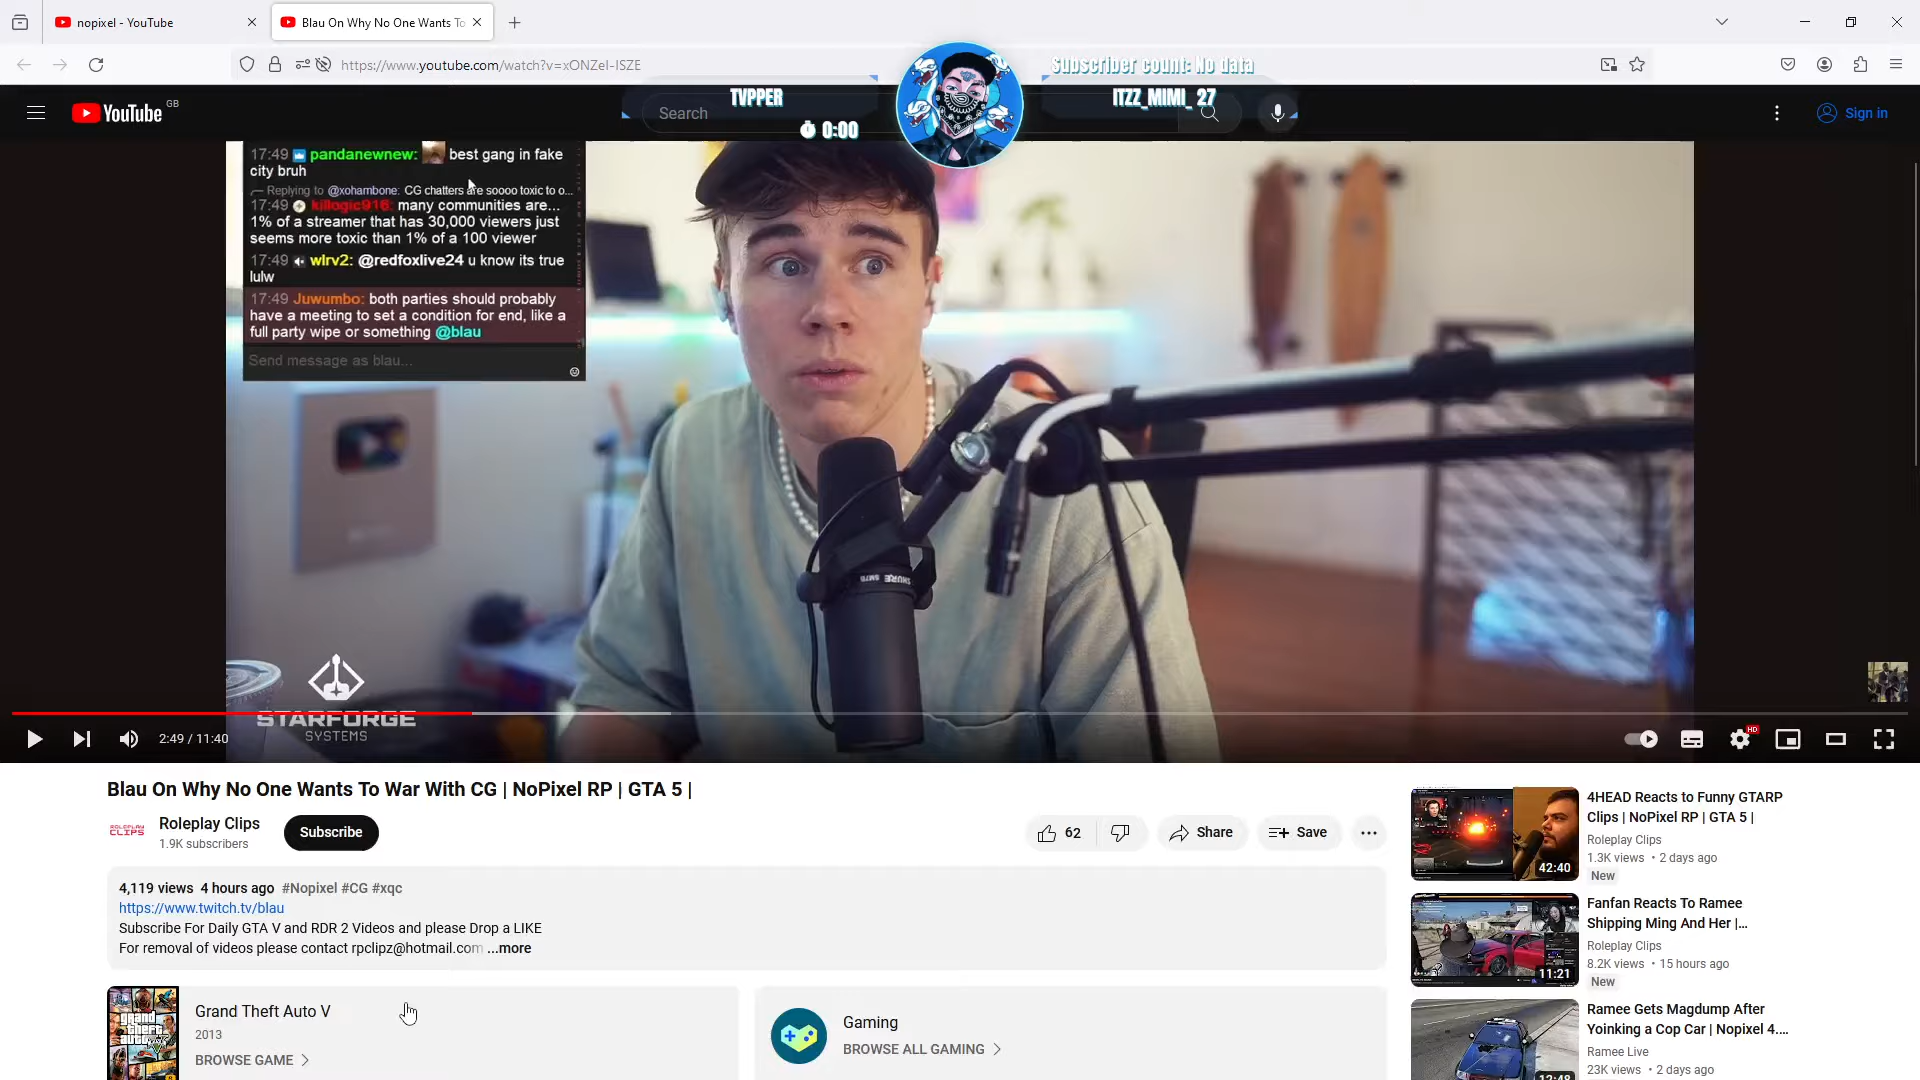 nopixel - YouTube
Blau On Why No One Wants To
https://www.youtube.com/watch?v=xONZel-ISZE
Subscriber count: No data
TVPPER
ITZZ_MIMI_27
0:00
YouTube GB
Search
Sign in
17:49 pandanewnew: best gang in fake
city bruh
Replying to @xohambone: CG chatters are soooo toxic to o...
17:49 killogic916: many communities are...
1% of a streamer that has 30,000 viewers just
seems more toxic than 1% of a 100 viewer
17:49 wlrv2: @redfoxlive24 u know its true
lulw
17:49 Juwumbo: both parties should probably
have a meeting to set a condition for end, like a
full party wipe or something @blau
Send message as blau...
SHURE
SM7B
STARFORGE
SYSTEMS
2:49 / 11:40
HD
Blau On Why No One Wants To War With CG | NoPixel RP | GTA 5 |
ROLEPLAY
CLIPS
Roleplay Clips
1.9K subscribers
Subscribe
62
Share
Save
4,119 views 4 hours ago #Nopixel #CG #xqc
https://www.twitch.tv/blau
Subscribe For Daily GTA V and RDR 2 Videos and please Drop a LIKE
For removal of videos please contact rpclipz@hotmail.com ...more
grand
theft
auto
Grand Theft Auto V
2013
BROWSE GAME
Gaming
BROWSE ALL GAMING
42:40
4HEAD Reacts to Funny GTARP
Clips | NoPixel RP | GTA 5 |
Roleplay Clips
1.3K views • 2 days ago
New
11:21
Fanfan Reacts To Ramee
Shipping Ming And Her |...
Roleplay Clips
8.2K views • 15 hours ago
New
12:48
Ramee Gets Magdump After
Yoinking a Cop Car | Nopixel 4....
Ramee Live
23K views • 2 days ago